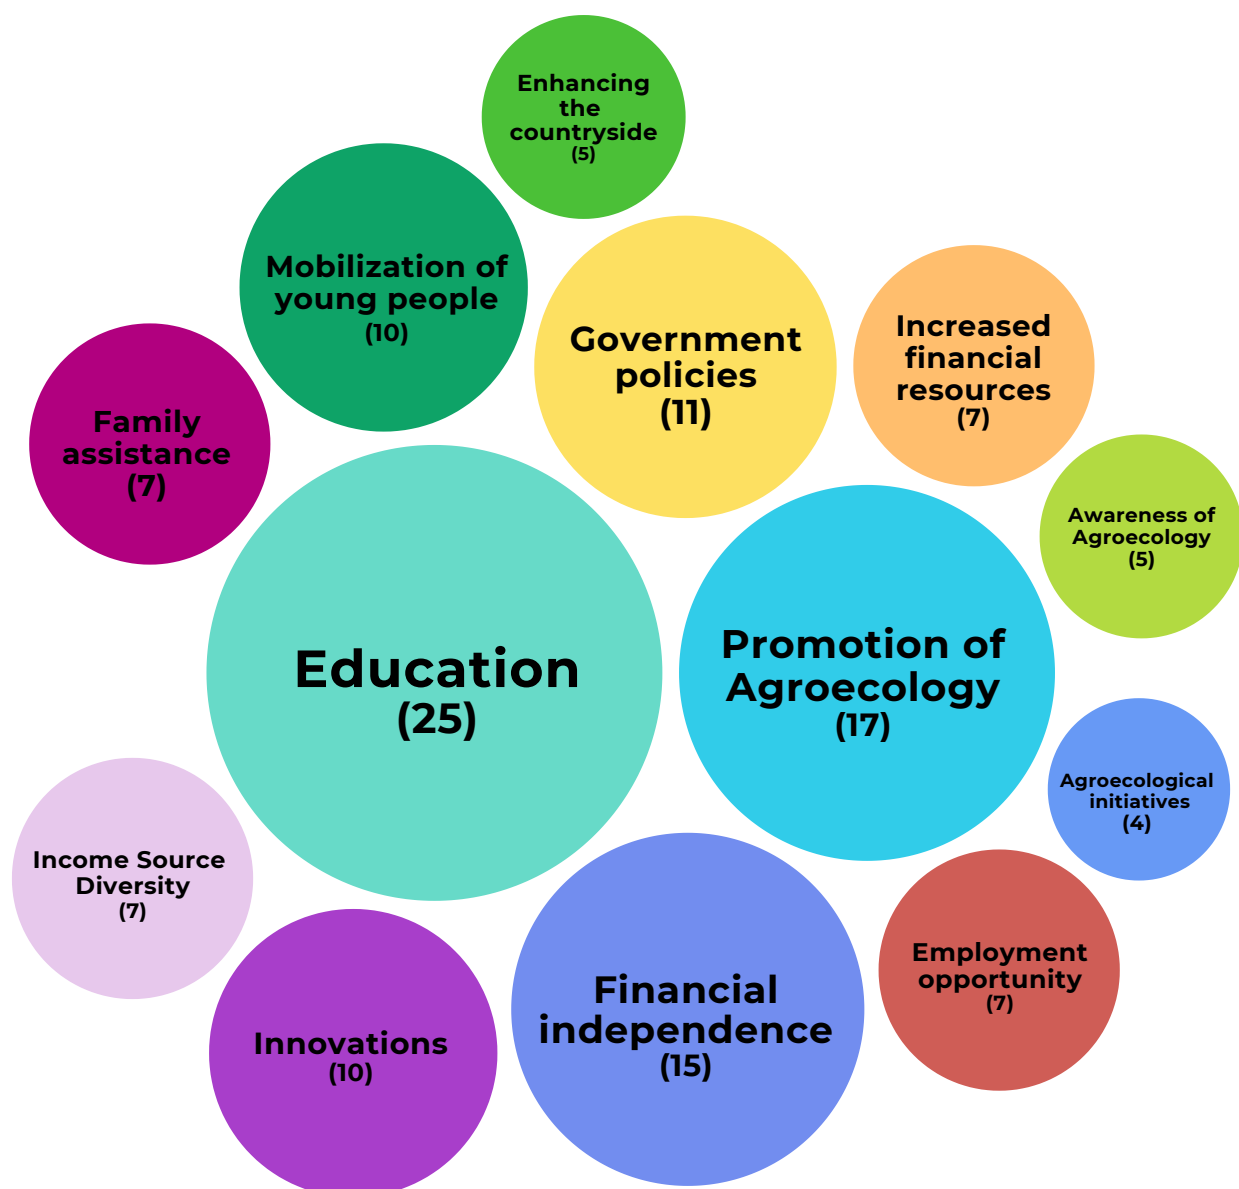 Enhancing
the
countryside
(5)
Mobilization of
young people
(10)
Government
policies
(11)
Increased
financial
resources
(7)
Family
assistance
(7)
Awareness of
Agroecology
(5)
Education
(25)
Promotion of
Agroecology
(17)
Agroecological
initiatives
(4)
Income Source
Diversity
(7)
Employment
opportunity
(7)
Financial
independence
(15)
Innovations
(10)